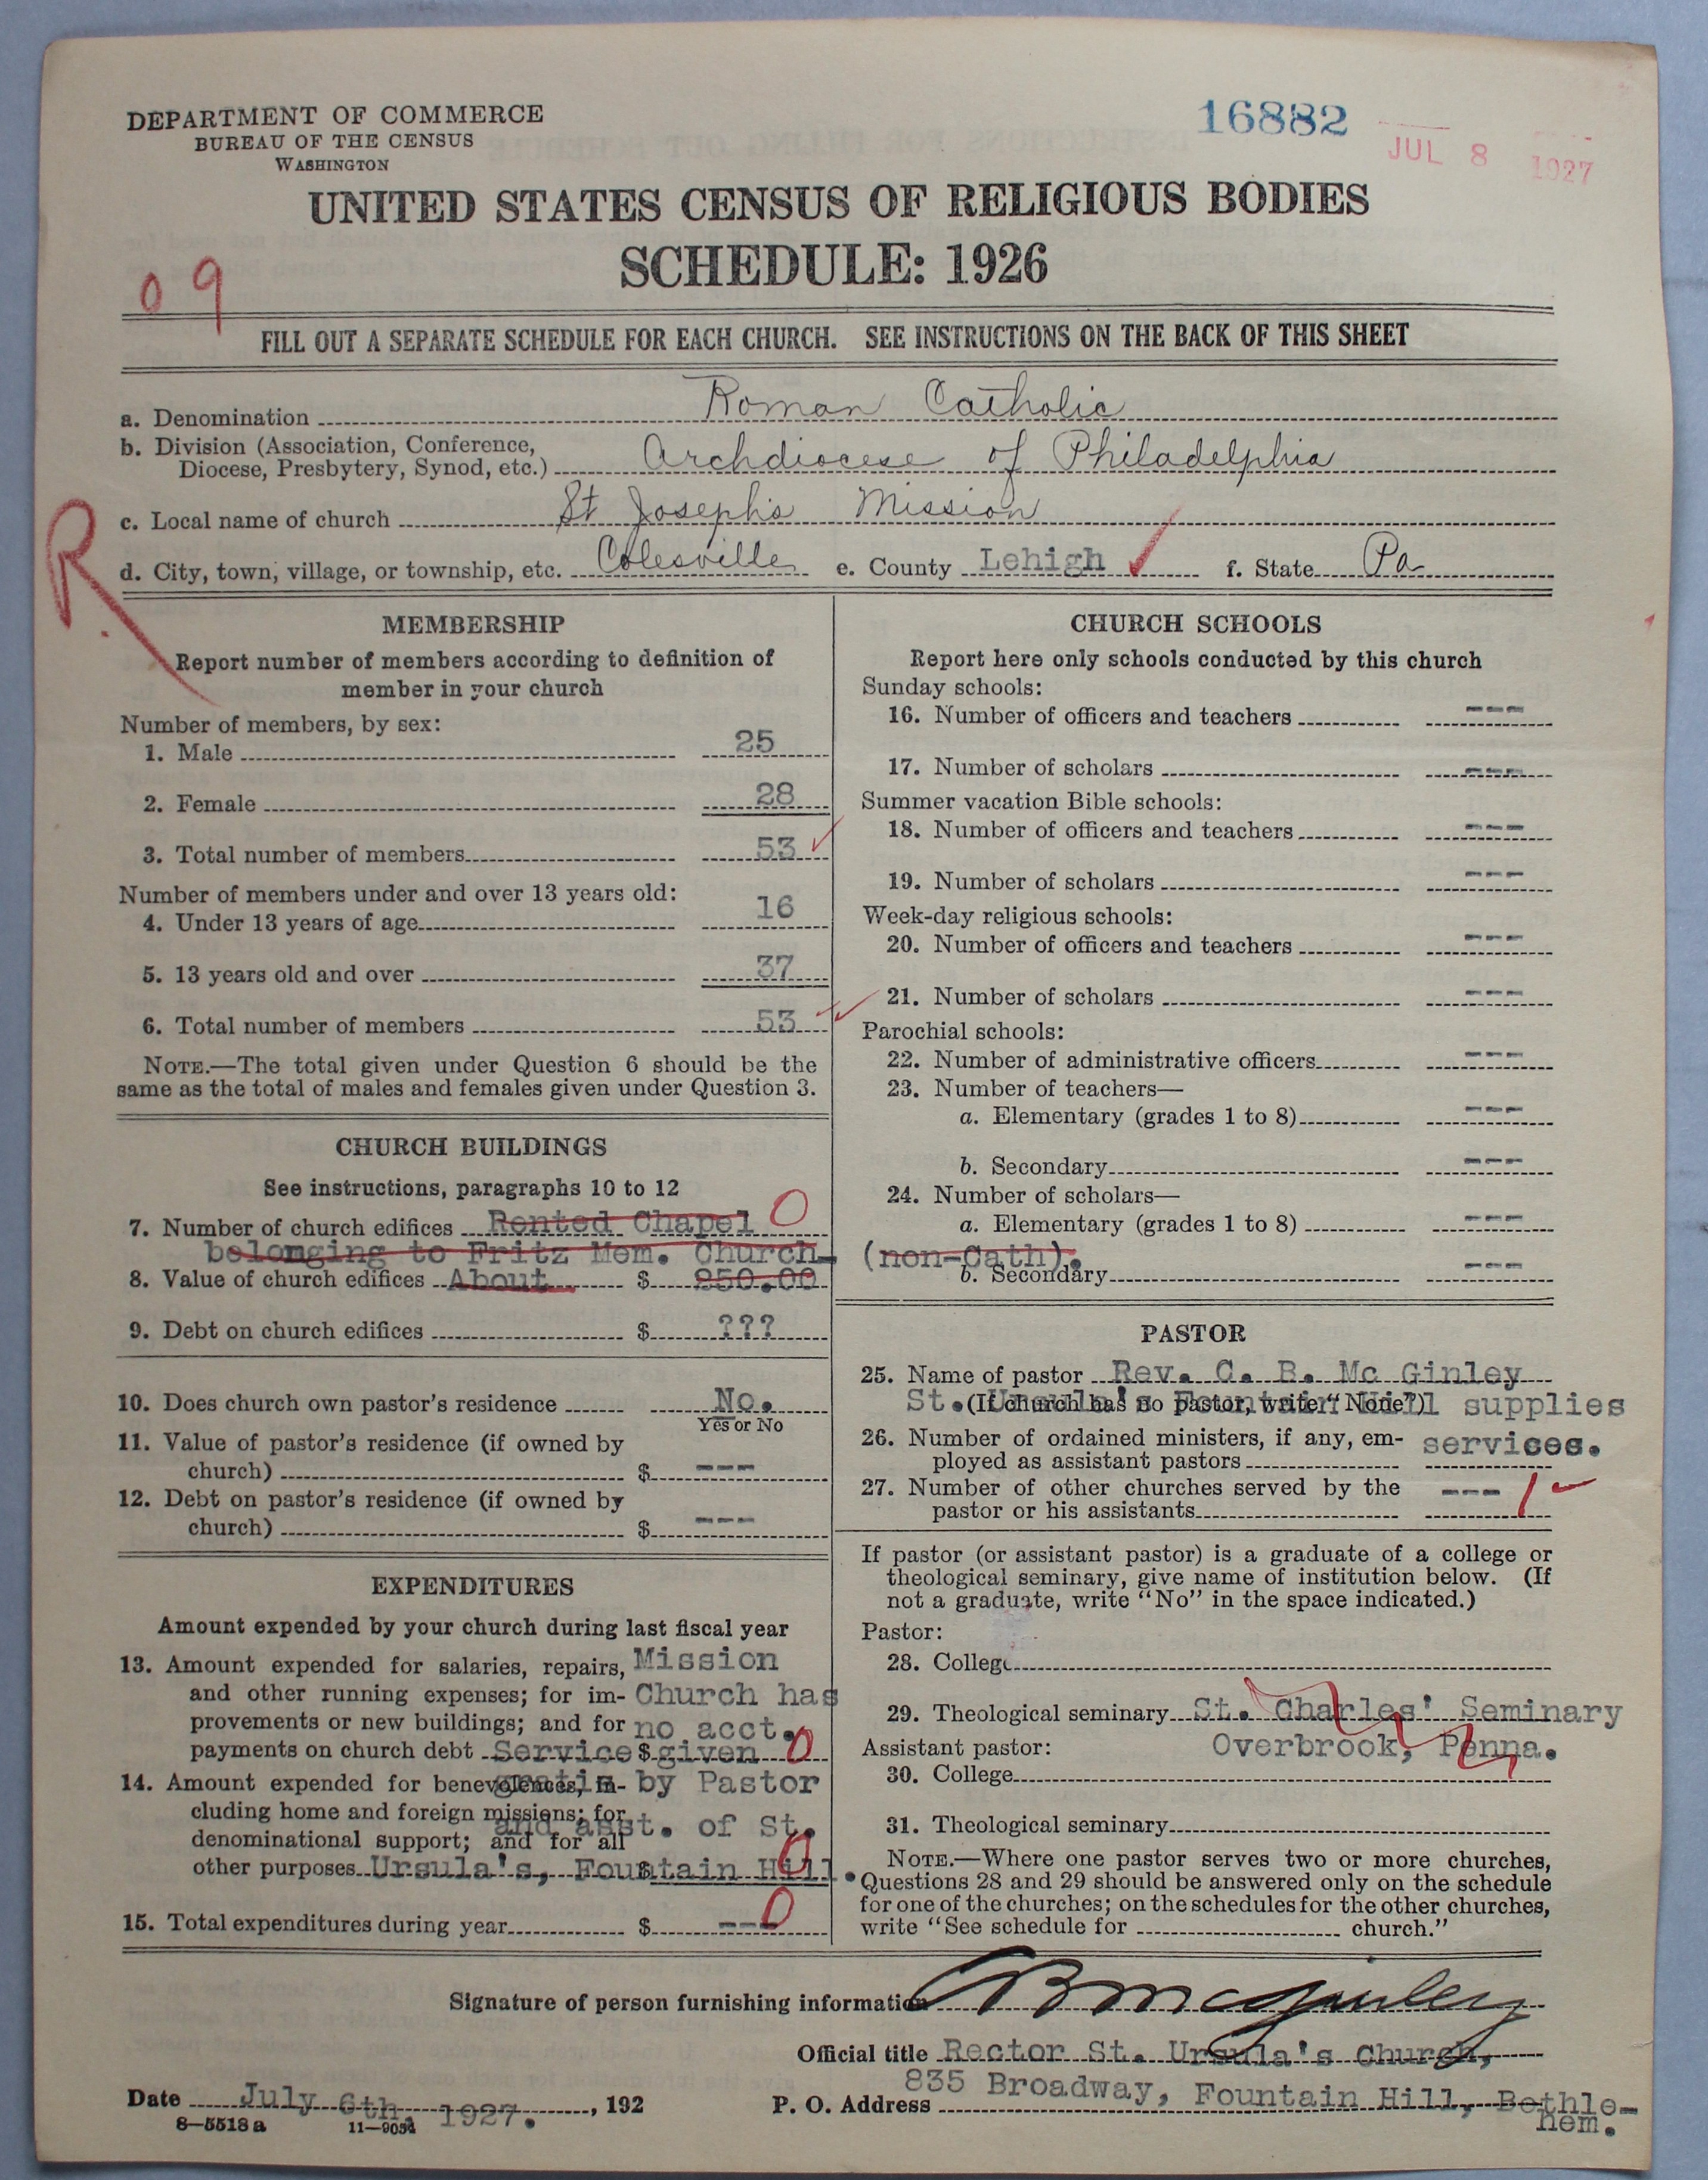 DEPARTMENT OF COMMERCE
BUREAU OF THE CENSUS
WASHINGTON
16882
JUL 8 1927
UNITED STATES CENSUS OF RELIGIOUS BODIES
SCHEDULE: 1926
09
FILL OUT A SEPARATE SCHEDULE FOR EACH CHURCH. SEE INSTRUCTIONS ON THE BACK OF THIS SHEET
a. Denomination Roman Catholic
b. Division (Association, Conference, Diocese, Presbytery, Synod, etc.) Archdiocese of Philadelphia
R
c. Local name of church St Joseph's Mission
d. City, town, village, or township, etc. Colesville e. County Lehigh f. State Pa
MEMBERSHIP
Report number of members according to definition of
member in your church
Number of members, by sex:
1. Male 25
2. Female 28
3. Total number of members 53
Number of members under and over 13 years old:
4. Under 13 years of age 16
5. 13 years old and over 37
6. Total number of members 53
NOTE.—The total given under Question 6 should be the
same as the total of males and females given under Question 3.
CHURCH BUILDINGS
See instructions, paragraphs 10 to 12
7. Number of church edifices Rented Chapel 0
belonging to Fritz Mem. Church- (non-Cath).
8. Value of church edifices About $ 250.00
9. Debt on church edifices $ ???
10. Does church own pastor's residence No.
Yes or No
11. Value of pastor's residence (if owned by
church) $ ---
12. Debt on pastor's residence (if owned by
church) $ ---
EXPENDITURES
Amount expended by your church during last fiscal year
13. Amount expended for salaries, repairs, Mission
and other running expenses; for im- Church has
provements or new buildings; and for no acct.
payments on church debt Service $ given 0
14. Amount expended for benevolences, in- gratis by Pastor
cluding home and foreign missions; for
and asst. of St.
denominational support; and for all
other purposes Ursula's, Fountain Hill. $ 0
15. Total expenditures during year $ --- 0
CHURCH SCHOOLS
Report here only schools conducted by this church
Sunday schools:
16. Number of officers and teachers ---
17. Number of scholars ---
Summer vacation Bible schools:
18. Number of officers and teachers ---
19. Number of scholars ---
Week-day religious schools:
20. Number of officers and teachers ---
21. Number of scholars ---
Parochial schools:
22. Number of administrative officers ---
23. Number of teachers—
a. Elementary (grades 1 to 8) ---
b. Secondary ---
24. Number of scholars—
a. Elementary (grades 1 to 8) ---
b. Secondary ---
PASTOR
25. Name of pastor Rev. C. B. Mc Ginley
St. Ursula's Fountain Hill supplies
(If church has no pastor, write "None")
26. Number of ordained ministers, if any, em- services.
ployed as assistant pastors
27. Number of other churches served by the --- 1
pastor or his assistants
If pastor (or assistant pastor) is a graduate of a college or
theological seminary, give name of institution below. (If
not a graduate, write "No" in the space indicated.)
Pastor:
28. College
29. Theological seminary St. Charles' Seminary
Assistant pastor: Overbrook, Penna.
30. College
31. Theological seminary
NOTE.—Where one pastor serves two or more churches,
Questions 28 and 29 should be answered only on the schedule
for one of the churches; on the schedules for the other churches,
write "See schedule for church."
Signature of person furnishing information C B McGinley
Official title Rector St. Ursula's Church,
Date July 6th, 1927. , 192 P. O. Address 835 Broadway, Fountain Hill, Bethle-
hem.
8—5518a 11—9054